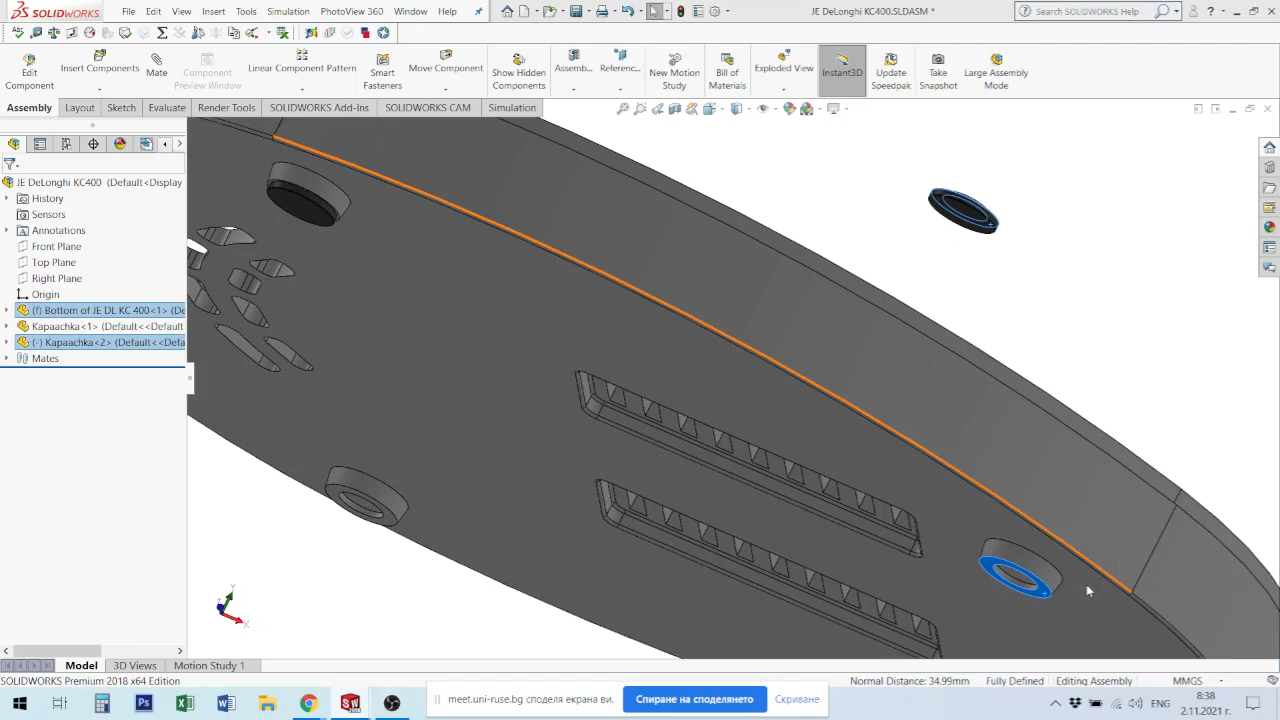 SOLIDWORKS File Edit View Insert Tools Simulation PhotoView 360 Window Help JE DeLonghi KC400.SLDASM * Search SOLIDWORKS Help
Edit Component
Insert Components
Mate
Component Preview Window
Linear Component Pattern
Smart Fasteners
Move Component
Show Hidden Components
Assemb...
Referenc...
New Motion Study
Bill of Materials
Exploded View
Instant3D
Update Speedpak
Take Snapshot
Large Assembly Mode
Assembly Layout Sketch Evaluate Render Tools SOLIDWORKS Add-Ins SOLIDWORKS CAM Simulation
JE DeLonghi KC400 (Default<Display
History
Sensors
Annotations
Front Plane
Top Plane
Right Plane
Origin
(f) Bottom of JE DL KC 400<1> (De
Kapaachka<1> (Default<<Default
(-) Kapaachka<2> (Default<<Defa
Mates
Y
X
Z
Model 3D Views Motion Study 1
SOLIDWORKS Premium 2018 x64 Edition
Normal Distance: 34.99mm Fully Defined Editing Assembly MMGS
meet.uni-ruse.bg споделя екрана ви. Спиране на споделянето Скриване
ENG
8:38
2.11.2021 г.